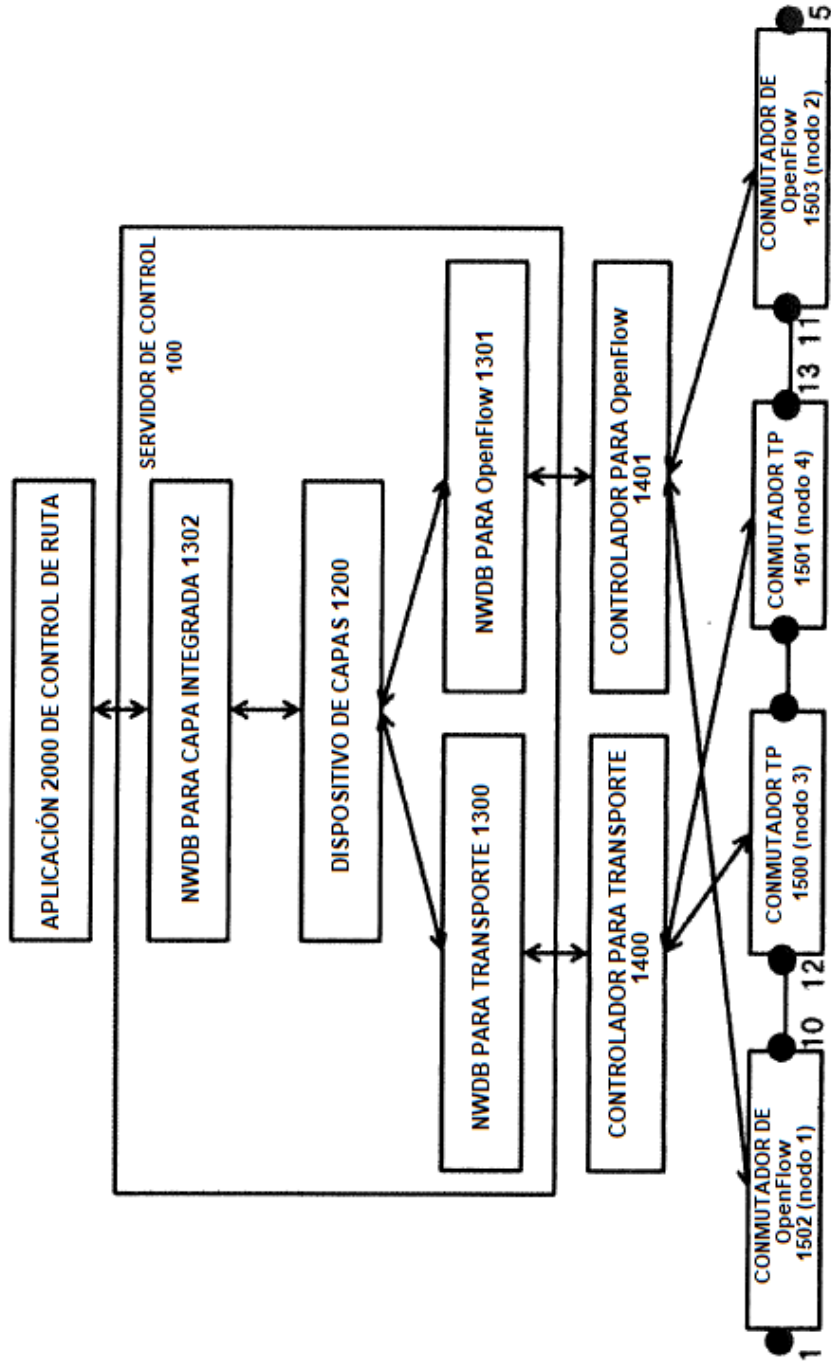 APLICACIÓN 2000 DE CONTROL DE RUTA
SERVIDOR DE CONTROL
100
NWDB PARA CAPA INTEGRADA 1302
DISPOSITIVO DE CAPAS 1200
NWDB PARA TRANSPORTE 1300
NWDB PARA OpenFlow 1301
CONTROLADOR PARA TRANSPORTE
1400
CONTROLADOR PARA OpenFlow
1401
CONMUTADOR DE
OpenFlow
1502 (nodo 1)
CONMUTADOR TP
1500 (nodo 3)
CONMUTADOR TP
1501 (nodo 4)
CONMUTADOR DE
OpenFlow
1503 (nodo 2)
1
10
12
13
11
5